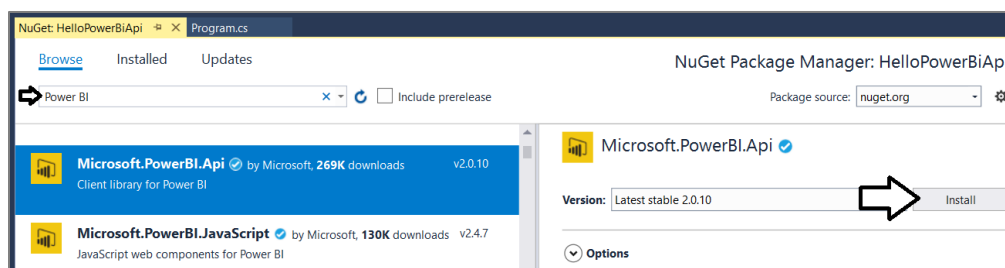 NuGet: HelloPowerBiApi Program.cs
Browse Installed Updates
NuGet Package Manager: HelloPowerBiAp
Power BI
Include prerelease
Package source: nuget.org
Microsoft.PowerBI.Api by Microsoft, 269K downloads v2.0.10
Client library for Power BI
Microsoft.PowerBI.JavaScript by Microsoft, 130K downloads v2.4.7
JavaScript web components for Power BI
Microsoft.PowerBI.Api
Version: Latest stable 2.0.10 Install
Options